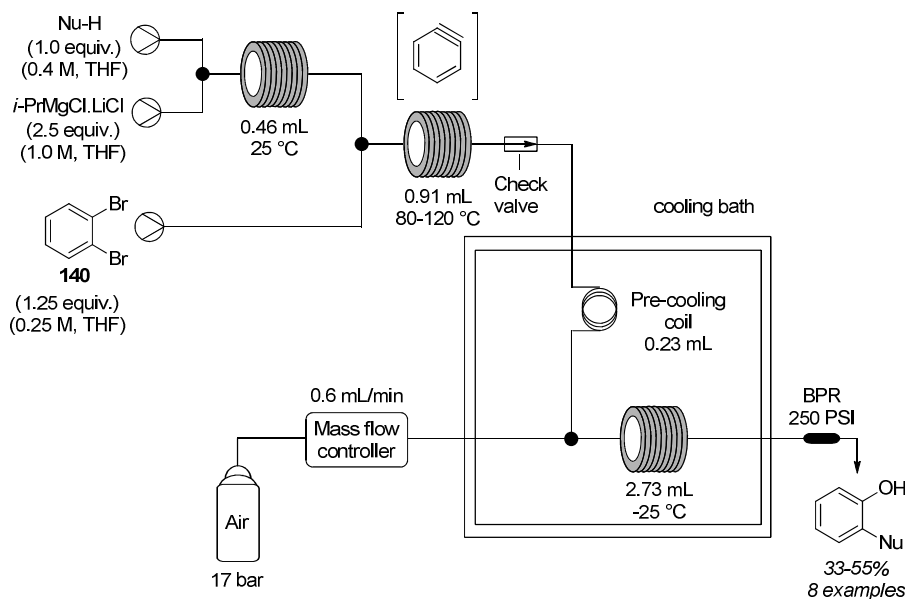 Nu-H
(1.0 equiv.)
(0.4 M, THF)
i-PrMgCl.LiCl
(2.5 equiv.)
(1.0 M, THF)
0.46 mL
25 °C
0.91 mL
80-120 °C
Check
valve
Br
Br
140
(1.25 equiv.)
(0.25 M, THF)
cooling bath
Pre-cooling
coil
0.23 mL
0.6 mL/min
Mass flow
controller
Air
17 bar
2.73 mL
-25 °C
BPR
250 PSI
OH
Nu
33-55%
8 examples